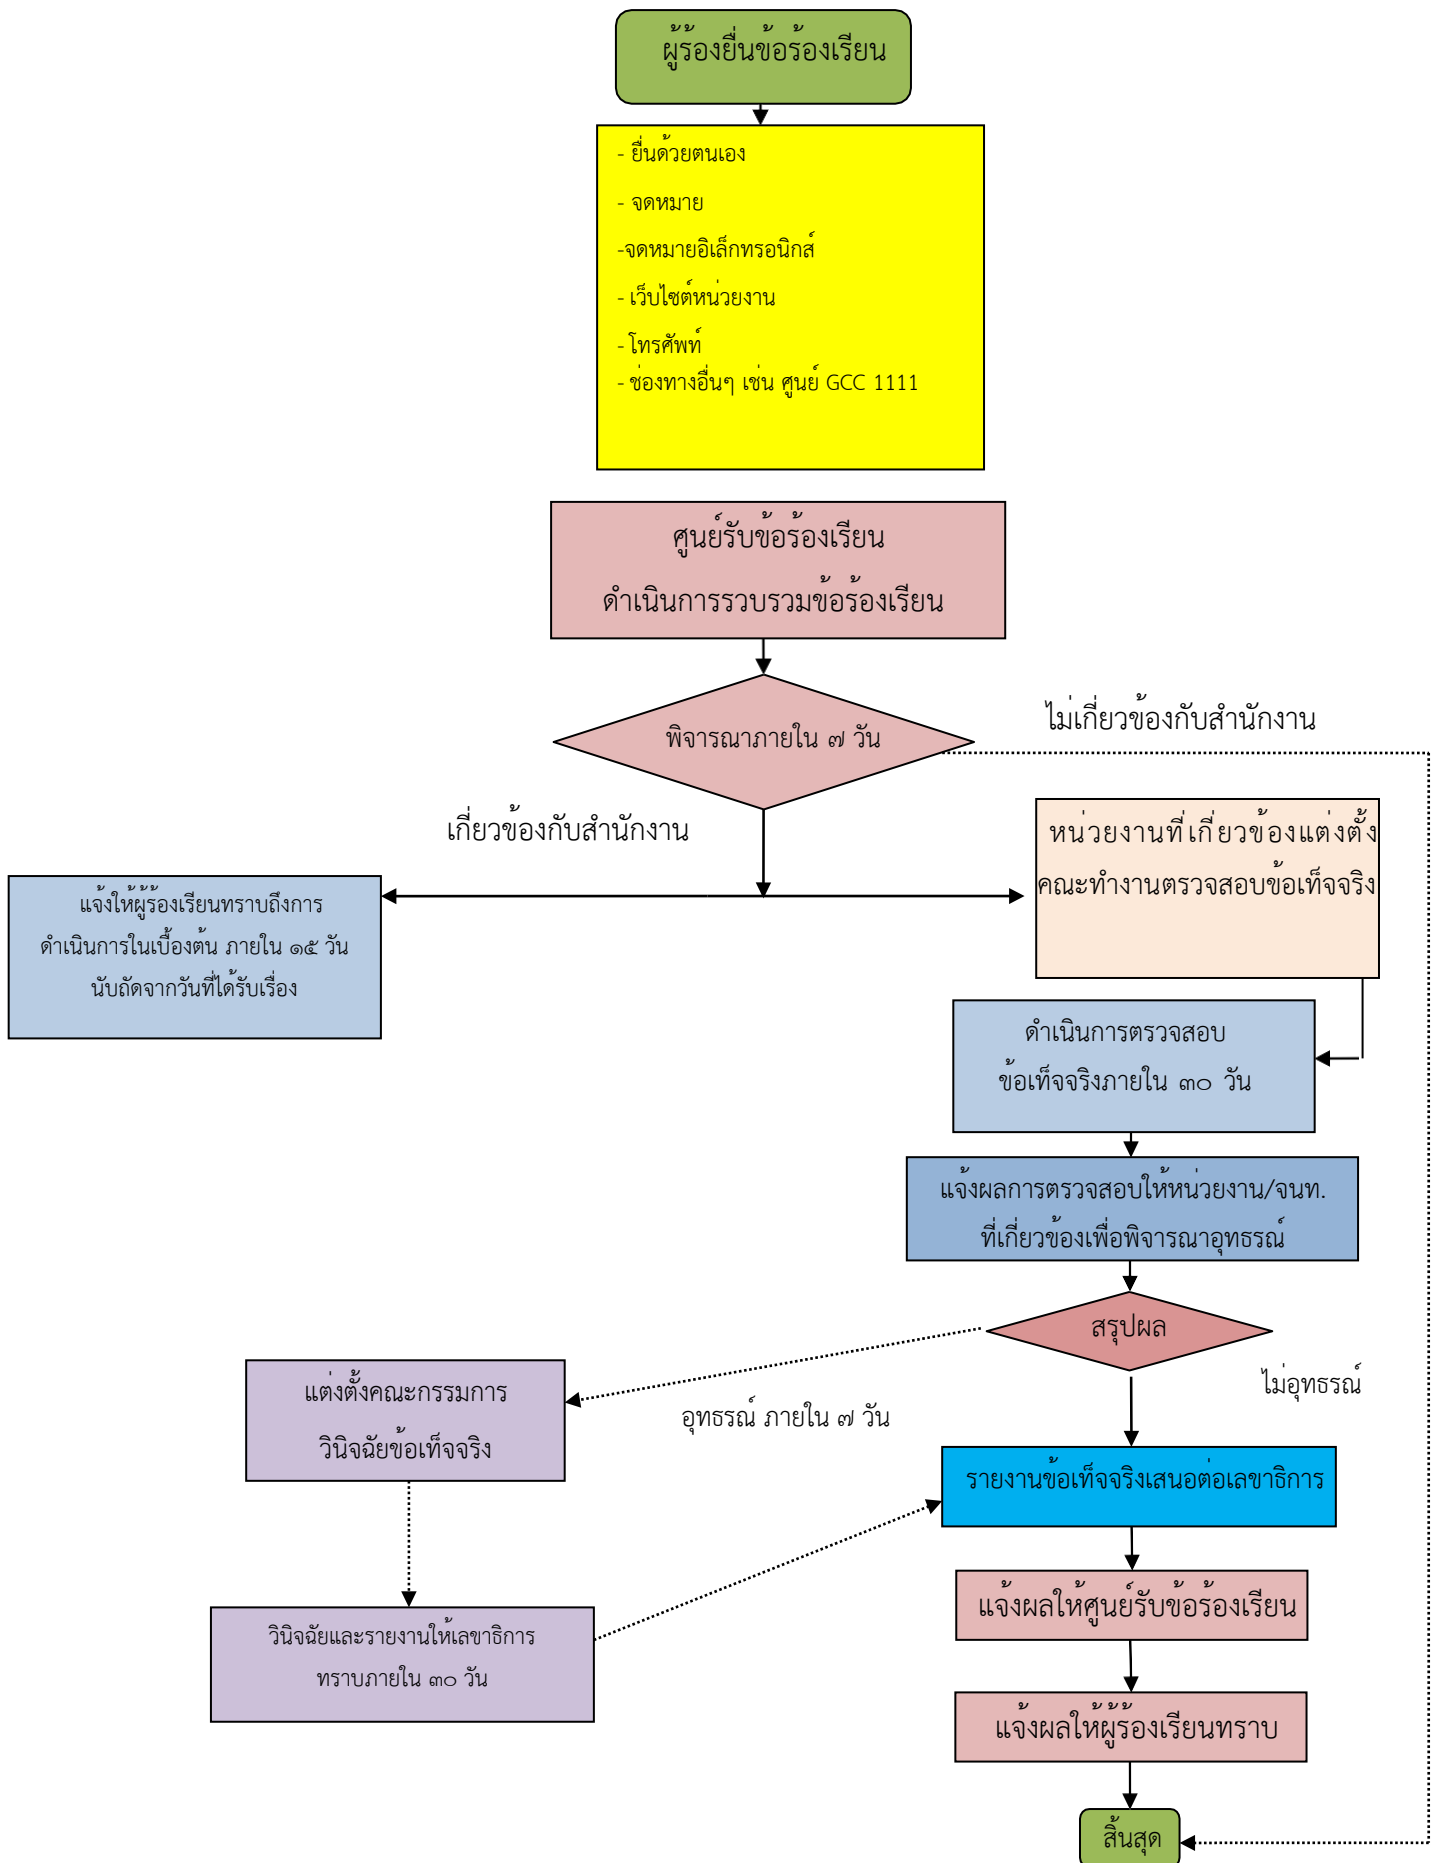 ผู้ร้องยื่นข้อร้องเรียน
- ยื่นด้วยตนเอง
- จดหมาย
-จดหมายอิเล็กทรอนิกส์
- เว็บไซต์หน่วยงาน
- โทรศัพท์
- ช่องทางอื่นๆ เช่น ศูนย์ GCC 1111
ศูนย์รับข้อร้องเรียน
ดำเนินการรวบรวมข้อร้องเรียน
พิจารณาภายใน ๗ วัน
ไม่เกี่ยวข้องกับสำนักงาน
เกี่ยวข้องกับสำนักงาน
หน่วยงานที่เกี่ยวข้องแต่งตั้ง
คณะทำงานตรวจสอบข้อเท็จจริง
แจ้งให้ผู้ร้องเรียนทราบถึงการ
ดำเนินการในเบื้องต้น ภายใน ๑๕ วัน
นับถัดจากวันที่ได้รับเรื่อง
ดำเนินการตรวจสอบ
ข้อเท็จจริงภายใน ๓๐ วัน
แจ้งผลการตรวจสอบให้หน่วยงาน/จนท.
ที่เกี่ยวข้องเพื่อพิจารณาอุทธรณ์
สรุปผล
ไม่อุทธรณ์
อุทธรณ์ ภายใน ๗ วัน
แต่งตั้งคณะกรรมการ
วินิจฉัยข้อเท็จจริง
รายงานข้อเท็จจริงเสนอต่อเลขาธิการ
แจ้งผลให้ศูนย์รับข้อร้องเรียน
วินิจฉัยและรายงานให้เลขาธิการ
ทราบภายใน ๓๐ วัน
แจ้งผลให้ผู้ร้องเรียนทราบ
สิ้นสุด